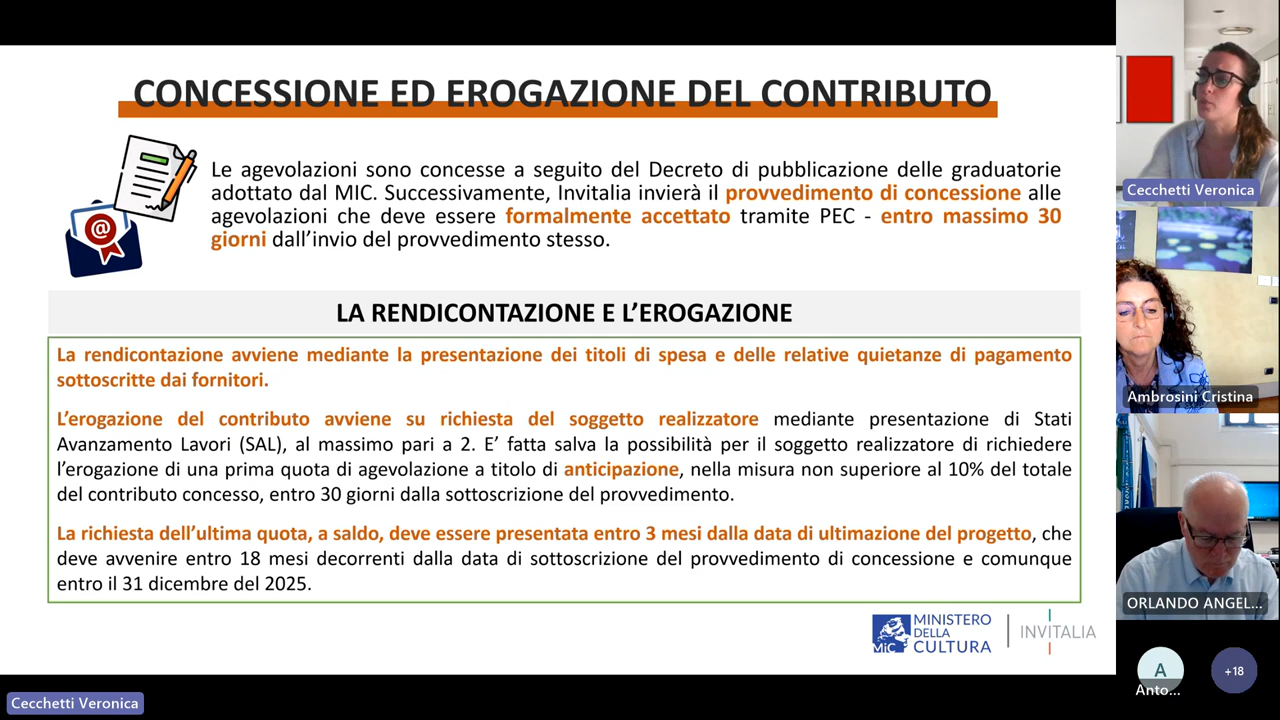 CONCESSIONE ED EROGAZIONE DEL CONTRIBUTO
Le agevolazioni sono concesse a seguito del Decreto di pubblicazione delle graduatorie
adottato dal MIC. Successivamente, Invitalia invierà il provvedimento di concessione alle
agevolazioni che deve essere formalmente accettato tramite PEC - entro massimo 30
giorni dall'invio del provvedimento stesso.
@
LA RENDICONTAZIONE E L'EROGAZIONE
La rendicontazione avviene mediante la presentazione dei titoli di spesa e delle relative quietanze di pagamento
sottoscritte dai fornitori.
L'erogazione del contributo avviene su richiesta del soggetto realizzatore mediante presentazione di Stati
Avanzamento Lavori (SAL), al massimo pari a 2. E' fatta salva la possibilità per il soggetto realizzatore di richiedere
l'erogazione di una prima quota di agevolazione a titolo di anticipazione, nella misura non superiore al 10% del totale
del contributo concesso, entro 30 giorni dalla sottoscrizione del provvedimento.
La richiesta dell'ultima quota, a saldo, deve essere presentata entro 3 mesi dalla data di ultimazione del progetto, che
deve avvenire entro 18 mesi decorrenti dalla data di sottoscrizione del provvedimento di concessione e comunque
entro il 31 dicembre del 2025.
MiC
MINISTERO
DELLA
CULTURA
INVITALIA
Cecchetti Veronica
Cecchetti Veronica
Ambrosini Cristina
ORLANDO ANGEL...
A
Anto...
+18